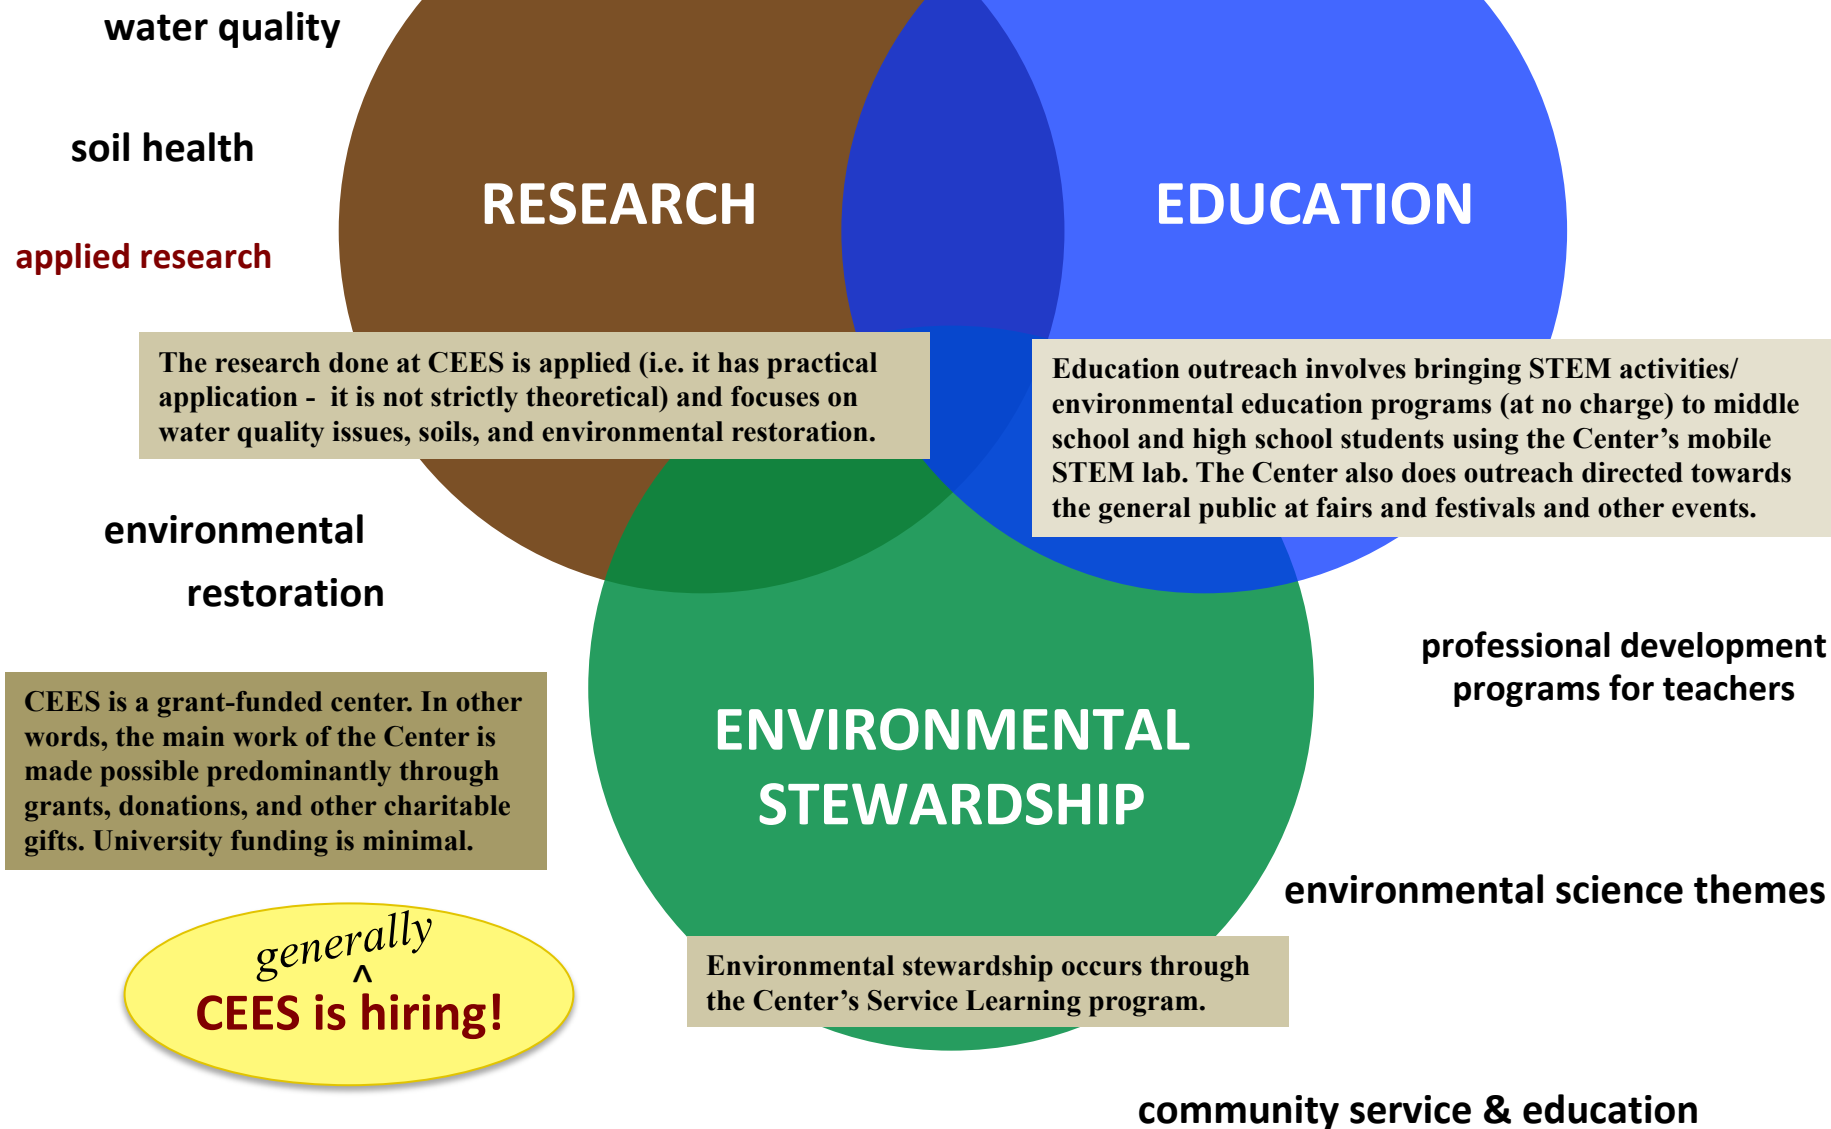 water quality
soil health
RESEARCH
EDUCATION
applied research
The research done at CEES is applied (i.e. it has practical
application - it is not strictly theoretical) and focuses on
water quality issues, soils, and environmental restoration.
Education outreach involves bringing STEM activities/
environmental education programs (at no charge) to middle
school and high school students using the Center’s mobile
STEM lab. The Center also does outreach directed towards
the general public at fairs and festivals and other events.
environmental
restoration
professional development
programs for teachers
CEES is a grant-funded center. In other
words, the main work of the Center is
made possible predominantly through
grants, donations, and other charitable
gifts. University funding is minimal.
ENVIRONMENTAL
STEWARDSHIP
environmental science themes
generally
^
CEES is hiring!
Environmental stewardship occurs through
the Center’s Service Learning program.
community service & education